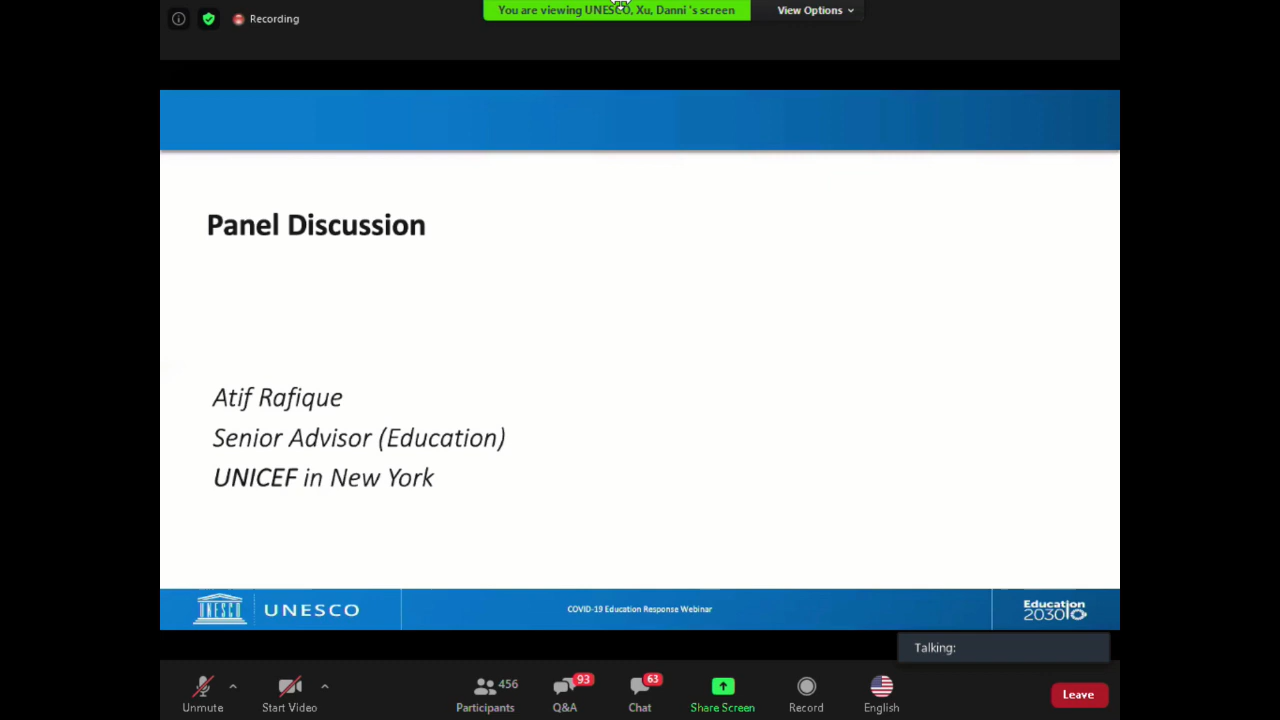 Recording
You are viewing UNESCO, Xu, Danni 's screen
View Options
Panel Discussion
Atif Rafique
Senior Advisor (Education)
UNICEF in New York
UNESCO
UNESCO
COVID-19 Education Response Webinar
Education
2030
Talking:
Unmute
Start Video
456
Participants
93
Q&A
63
Chat
Share Screen
Record
English
Leave